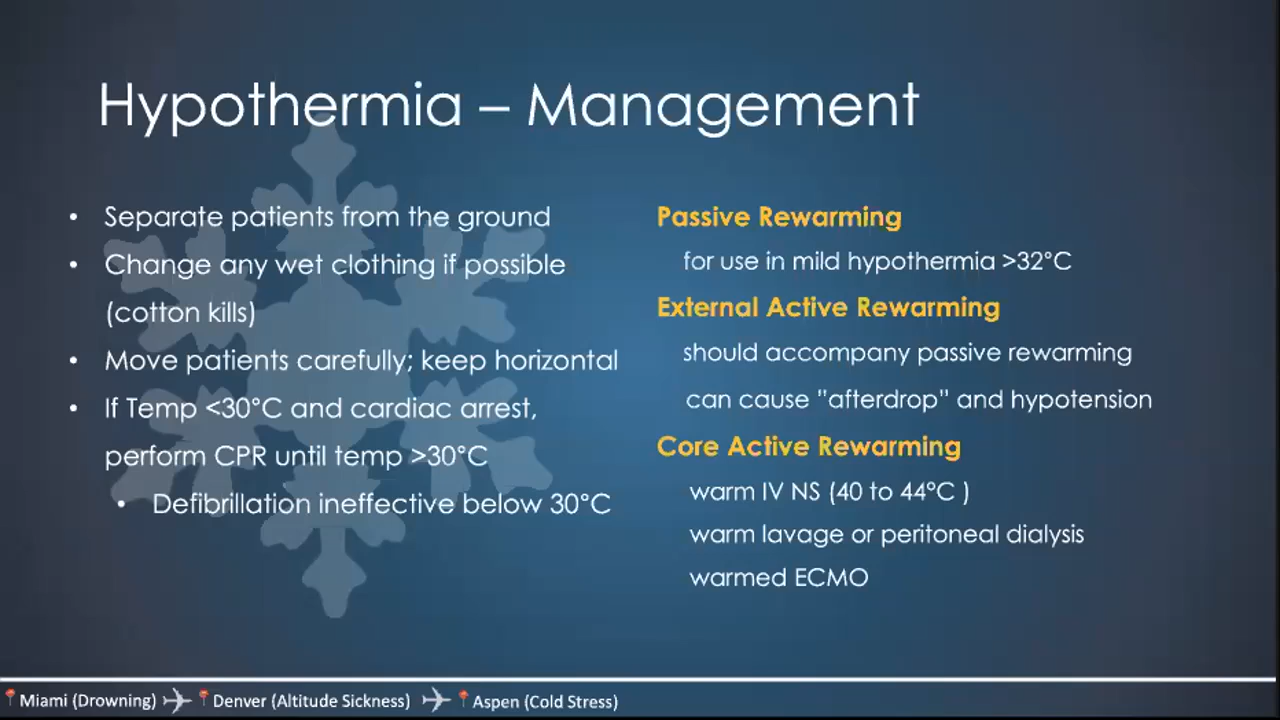 Hypothermia – Management
• Separate patients from the ground
• Change any wet clothing if possible
(cotton kills)
• Move patients carefully; keep horizontal
• If Temp <30°C and cardiac arrest,
perform CPR until temp >30°C
• Defibrillation ineffective below 30°C
Passive Rewarming
for use in mild hypothermia >32°C
External Active Rewarming
should accompany passive rewarming
can cause "afterdrop" and hypotension
Core Active Rewarming
warm IV NS (40 to 44°C )
warm lavage or peritoneal dialysis
warmed ECMO
Miami (Drowning) Denver (Altitude Sickness) Aspen (Cold Stress)